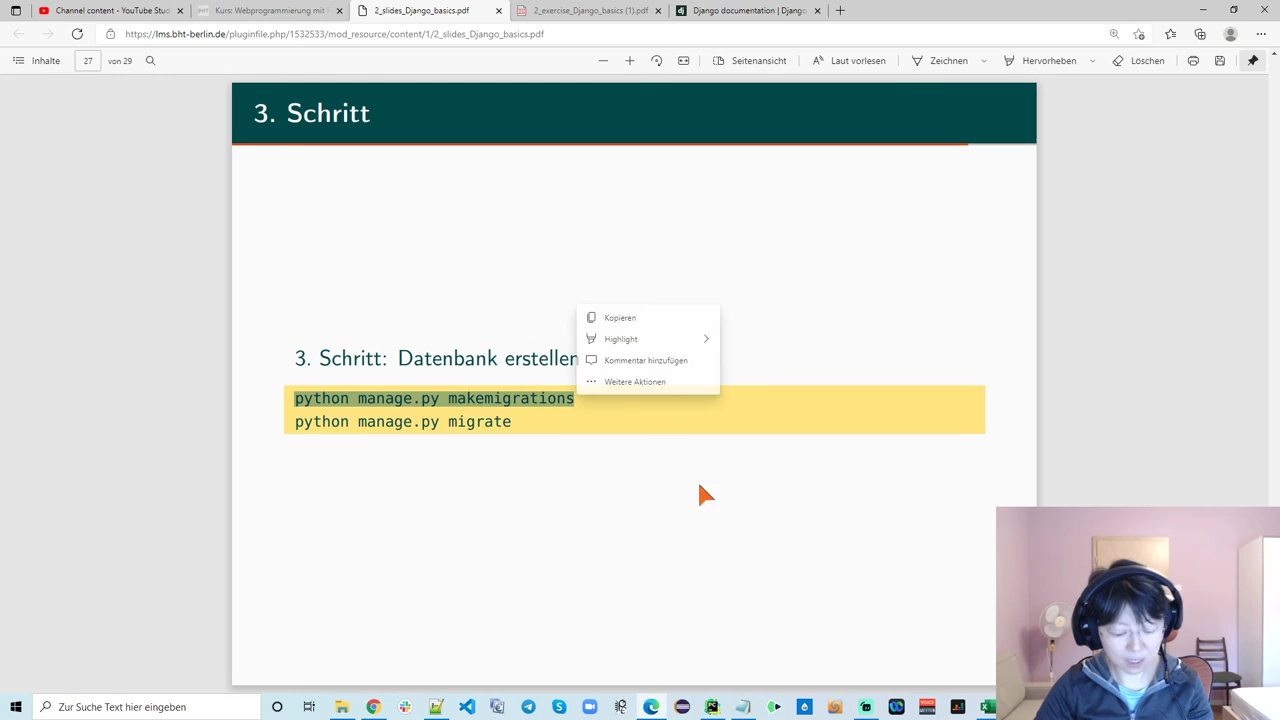 Channel content - YouTube Stud
Kurs: Webprogrammierung mit F
2_slides_Django_basics.pdf
2_exercise_Django_basics (1).pdf
Django documentation | Django
https://lms.bht-berlin.de/pluginfile.php/1532533/mod_resource/content/1/2_slides_Django_basics.pdf
Inhalte
27
von 29
Seitenansicht
Laut vorlesen
Zeichnen
Hervorheben
Löschen
3. Schritt
Kopieren
Highlight
Kommentar hinzufügen
Weitere Aktionen
3. Schritt: Datenbank erstellen
python manage.py makemigrations
python manage.py migrate
Zur Suche Text hier eingeben